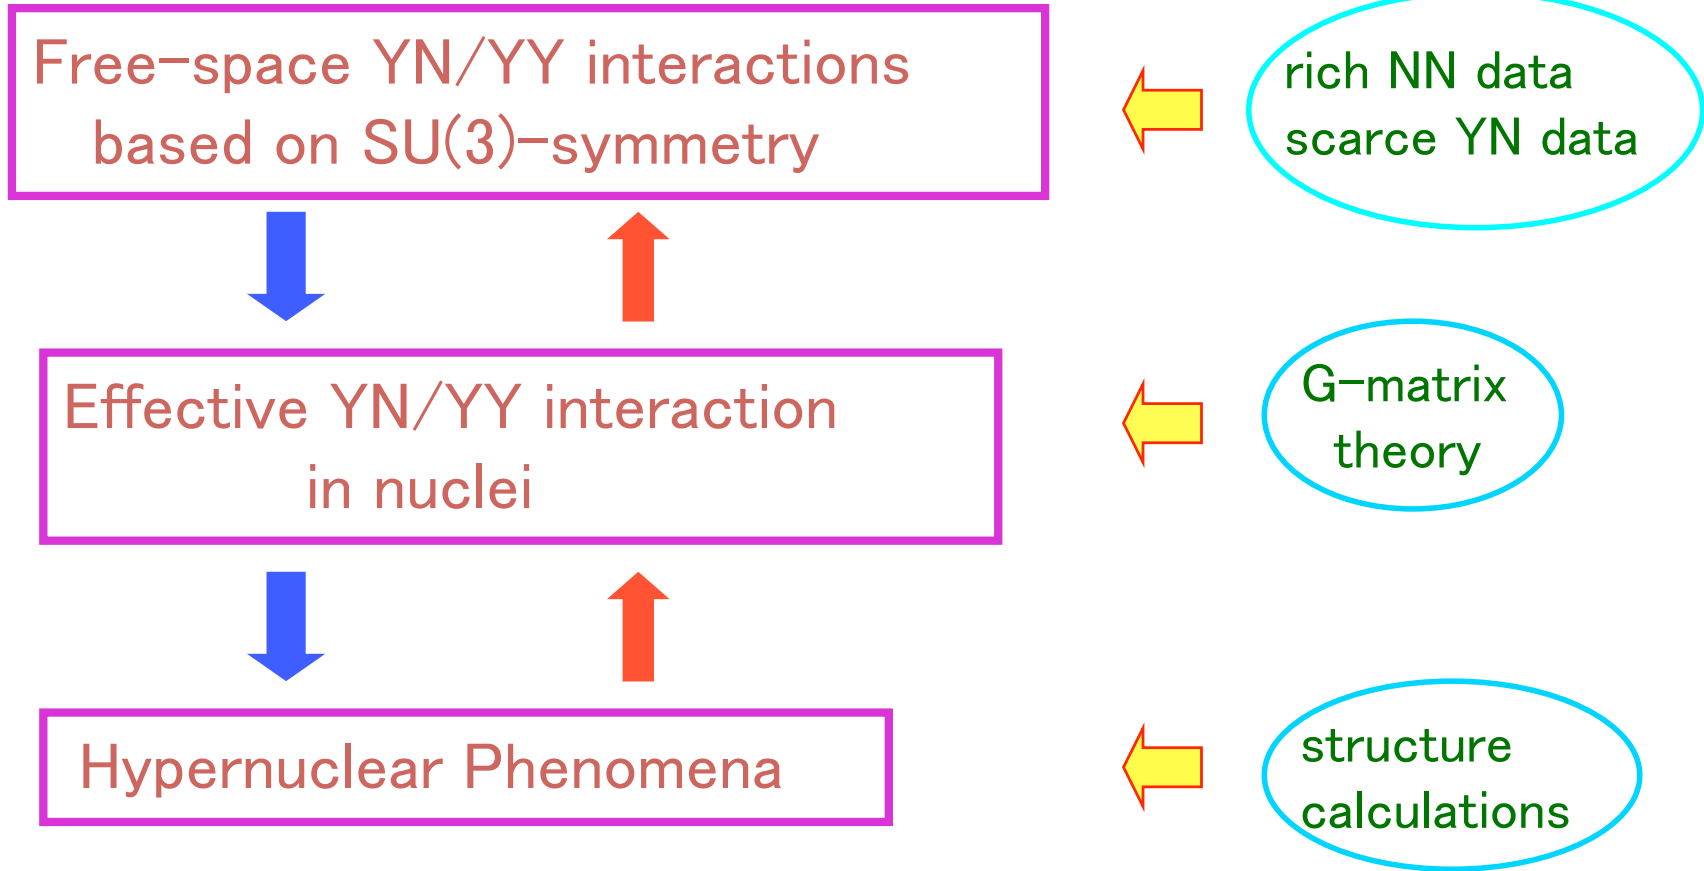 Free-space YN/YY interactions
based on SU(3)-symmetry
rich NN data
scarce YN data
Effective YN/YY interaction
in nuclei
G-matrix
theory
Hypernuclear Phenomena
structure
calculations